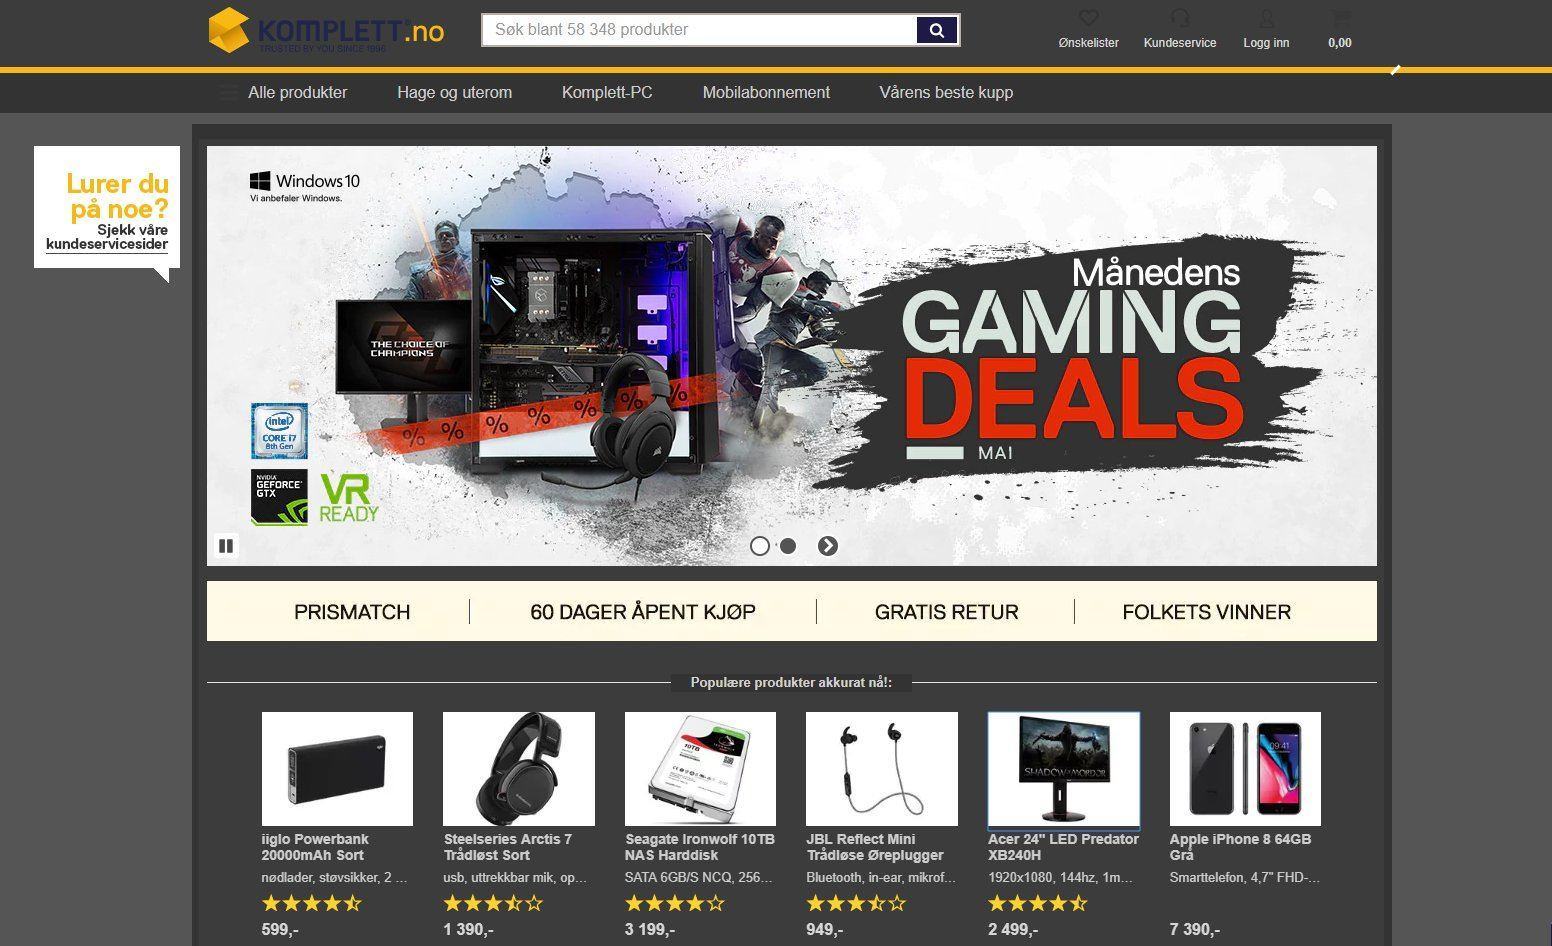 KOMPLETT.no
TRUSTED BY YOU SINCE 1996
Søk blant 58 348 produkter
Ønskelister
Kundeservice
Logg inn
0,00
Alle produkter
Hage og uterom
Komplett-PC
Mobilabonnement
Vårens beste kupp
Lurer du
på noe?
Sjekk våre
kundeservicesider
Windows 10
Vi anbefaler Windows.
THE CHOICE OF
CHAMPIONS
% % % % % % %
intel
CORE i7
8th Gen
NVIDIA
GEFORCE
GTX
VR
READY
Månedens
GAMING
DEALS
MAI
PRISMATCH
60 DAGER ÅPENT KJØP
GRATIS RETUR
FOLKETS VINNER
Populære produkter akkurat nå!:
10TB
SHADOW MORDOR
09:41
iiglo Powerbank
20000mAh Sort
nødlader, støvsikker, 2 ...
599,-
Steelseries Arctis 7
Trådløst Sort
usb, uttrekkbar mik, op...
1 390,-
Seagate Ironwolf 10TB
NAS Harddisk
SATA 6GB/S NCQ, 256...
3 199,-
JBL Reflect Mini
Trådløse Øreplugger
Bluetooth, in-ear, mikrof...
949,-
Acer 24" LED Predator
XB240H
1920x1080, 144hz, 1m...
2 499,-
Apple iPhone 8 64GB
Grå
Smarttelefon, 4,7" FHD-...
7 390,-